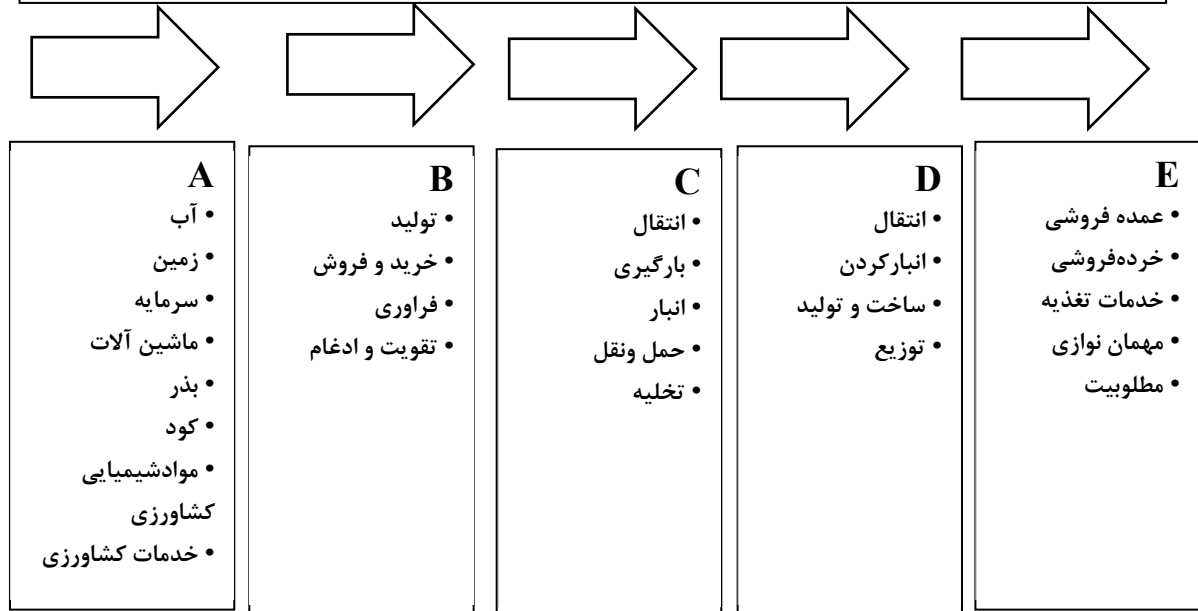 A
• آب
• زمین
• سرمایه
• ماشین آلات
• بذر
• کود
• موادشیمیایی
کشاورزی
• خدمات کشاورزی
B
• تولید
• خرید و فروش
• فراوری
• تقویت و ادغام
C
• انتقال
• بارگیری
• انبار
• حمل ونقل
• تخلیه
D
• انتقال
• انبارکردن
• ساخت و تولید
• توزیع
E
• عمده فروشی
• خرده‌فروشی
• خدمات تغذیه
• مهمان نوازی
• مطلوبیت